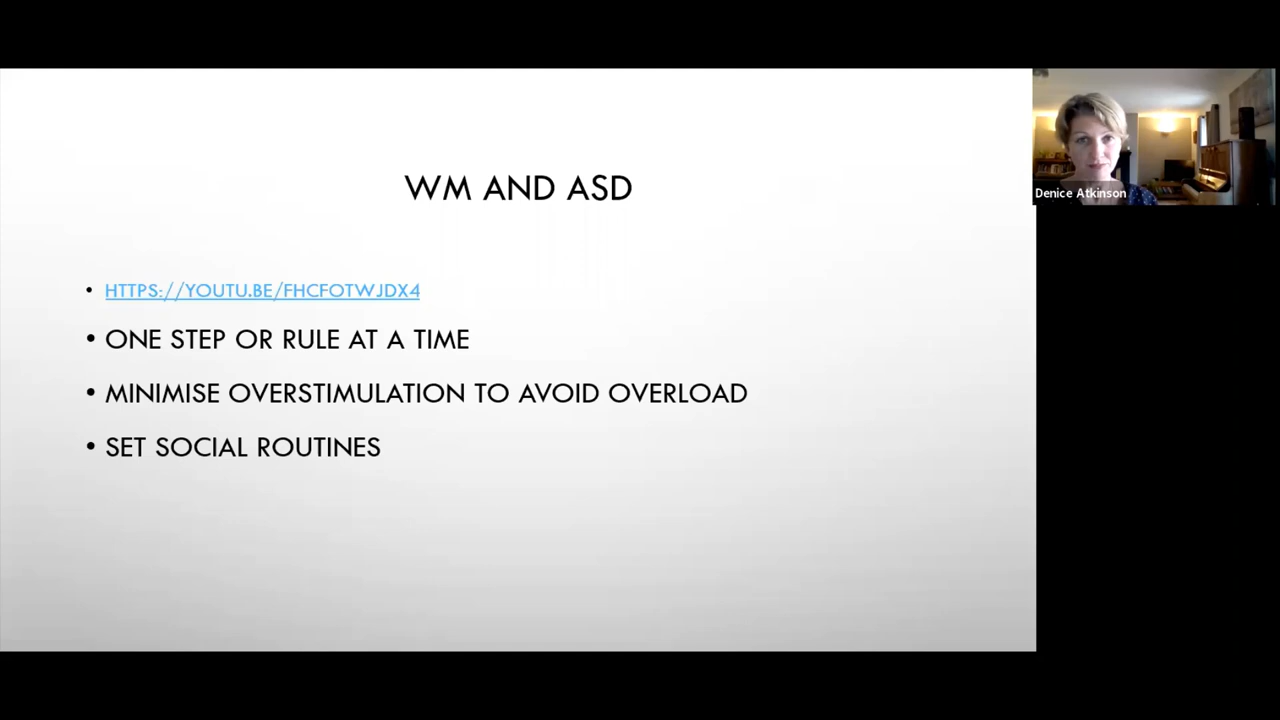 WM AND ASD
• HTTPS://YOUTU.BE/FHCFOTWJDX4
• ONE STEP OR RULE AT A TIME
• MINIMISE OVERSTIMULATION TO AVOID OVERLOAD
• SET SOCIAL ROUTINES
Denice Atkinson